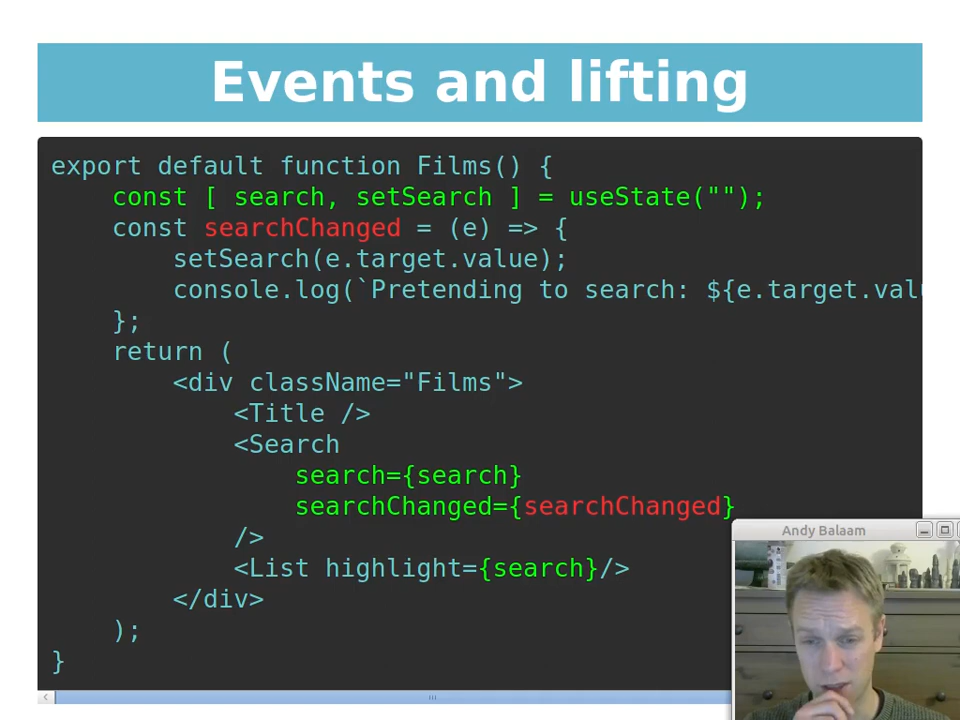 Events and lifting
export default function Films() {
const [ search, setSearch ] = useState("");
const searchChanged = (e) => {
setSearch(e.target.value);
console.log(`Pretending to search: ${e.target.val
};
return (
<div className="Films">
<Title />
<Search
search={search}
searchChanged={searchChanged}
/>
<List highlight={search}/>
</div>
);
}
Andy Balaam